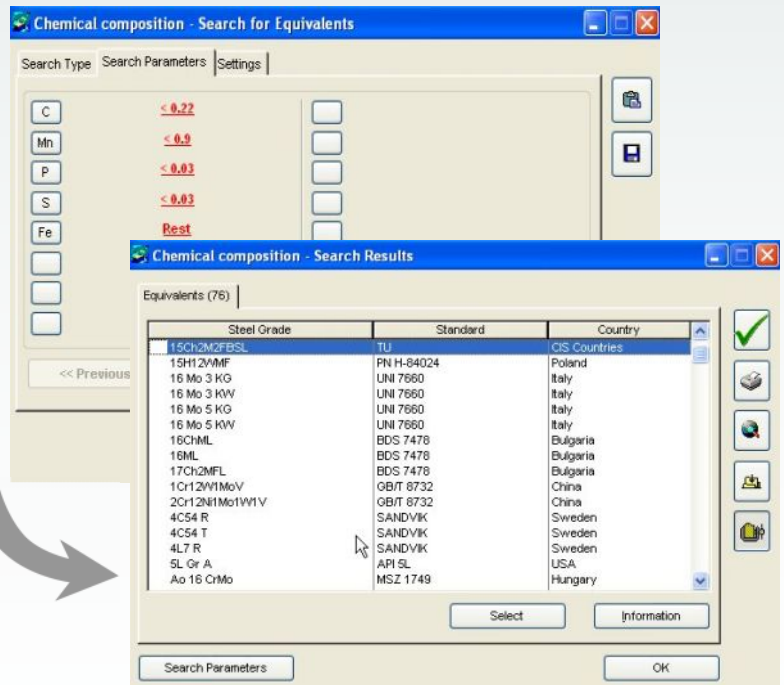 Chemical composition - Search for Equivalents
Search Type Search Parameters Settings
C < 0.22
Mn < 0.9
P < 0.03
S < 0.03
Fe Rest
<< Previous
Chemical composition - Search Results
Equivalents (76)
Steel Grade Standard Country
15Ch2M2FBSL TU CIS Countries
15H12WMF PN H-84024 Poland
16 Mo 3 KG UNI 7660 Italy
16 Mo 3 KW UNI 7660 Italy
16 Mo 5 KG UNI 7660 Italy
16 Mo 5 KW UNI 7660 Italy
16ChML BDS 7478 Bulgaria
16ML BDS 7478 Bulgaria
17Ch2MFL BDS 7478 Bulgaria
1Cr12W1MoV GB/T 8732 China
2Cr12Ni1Mo1W1V GB/T 8732 China
4C54 R SANDVIK Sweden
4C54 T SANDVIK Sweden
4L7 R SANDVIK Sweden
5L Gr A API 5L USA
Ao 16 CrMo MSZ 1749 Hungary
Select Information
Search Parameters OK